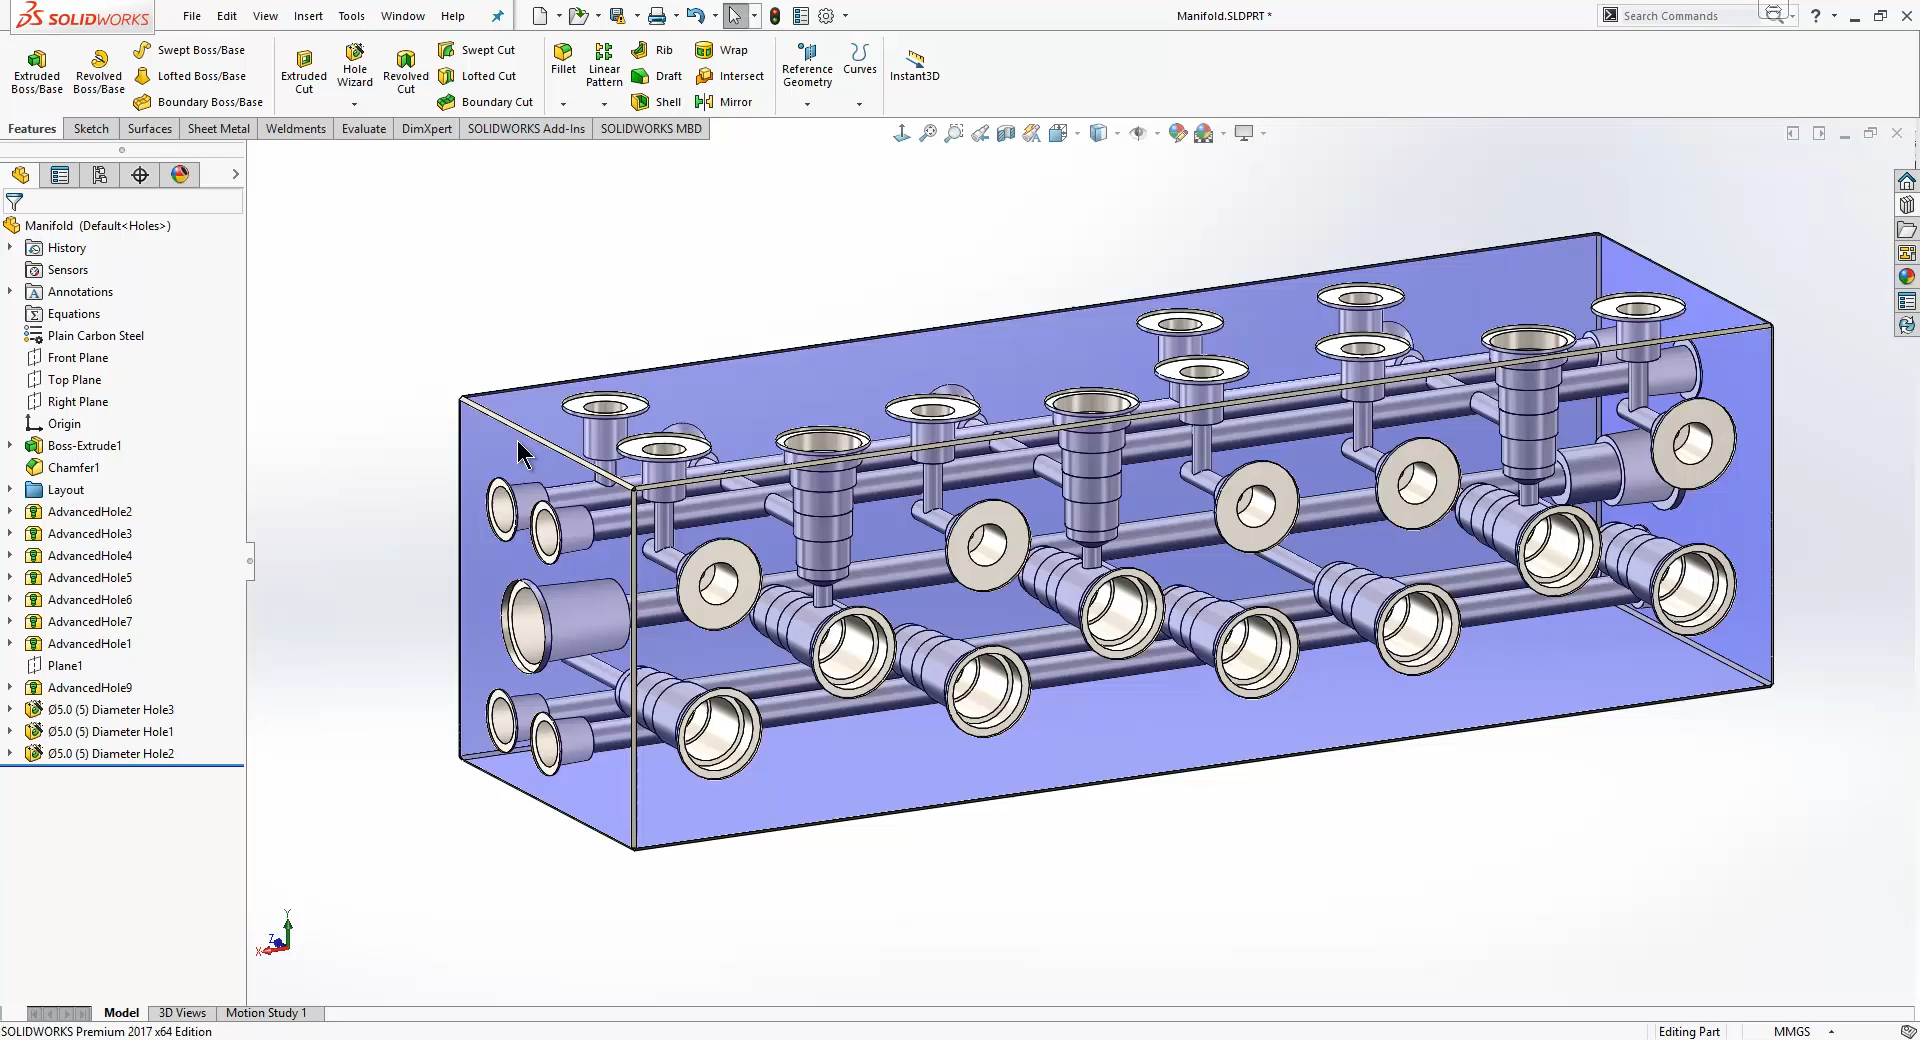 SOLIDWORKS File Edit View Insert Tools Window Help Manifold.SLDPRT * Search Commands ?
Extruded Boss/Base
Revolved Boss/Base
Swept Boss/Base
Lofted Boss/Base
Boundary Boss/Base
Extruded Cut
Hole Wizard
Revolved Cut
Swept Cut
Lofted Cut
Boundary Cut
Fillet
Linear Pattern
Rib
Draft
Shell
Wrap
Intersect
Mirror
Reference Geometry
Curves
Instant3D
Features Sketch Surfaces Sheet Metal Weldments Evaluate DimXpert SOLIDWORKS Add-Ins SOLIDWORKS MBD
Manifold (Default<Holes>)
History
Sensors
Annotations
Equations
Plain Carbon Steel
Front Plane
Top Plane
Right Plane
Origin
Boss-Extrude1
Chamfer1
Layout
AdvancedHole2
AdvancedHole3
AdvancedHole4
AdvancedHole5
AdvancedHole6
AdvancedHole7
AdvancedHole1
Plane1
AdvancedHole9
Ø5.0 (5) Diameter Hole3
Ø5.0 (5) Diameter Hole1
Ø5.0 (5) Diameter Hole2
Y
Z
X
Model 3D Views Motion Study 1
SOLIDWORKS Premium 2017 x64 Edition Editing Part MMGS